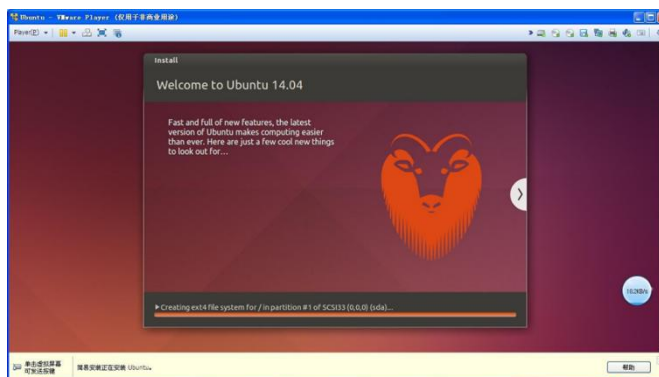 Ubuntu - VMware Player (仅用于非商业用途)
Player(P)
Install
Welcome to Ubuntu 14.04
Fast and full of new features, the latest
version of Ubuntu makes computing easier
than ever. Here are just a few cool new things
to look out for...
Creating ext4 file system for / in partition #1 of SCSI33 (0,0,0) (sda)...
单击虚拟屏幕
可发送按键
简易安装正在安装 Ubuntu。
帮助